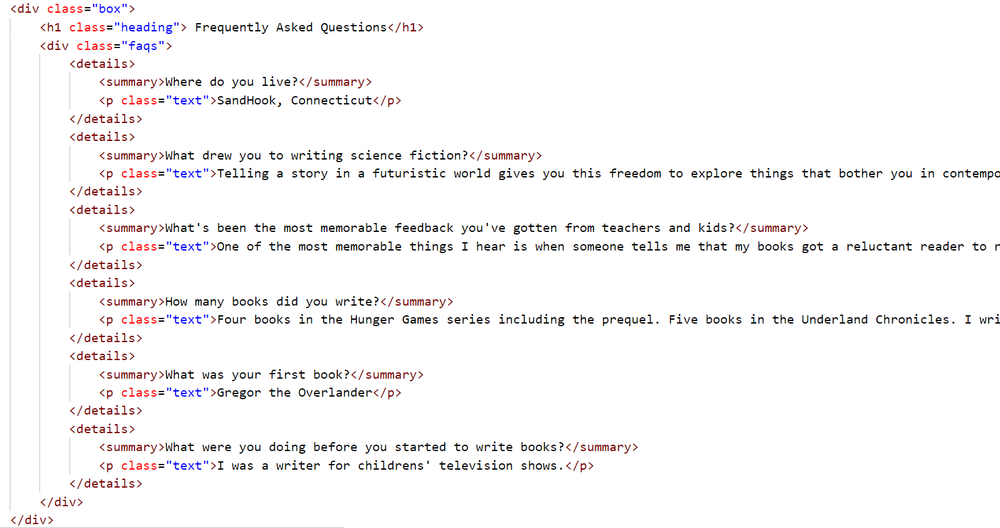 <div class="box">
<h1 class="heading"> Frequently Asked Questions</h1>
<div class="faqs">
<details>
<summary>Where do you live?</summary>
<p class="text">SandHook, Connecticut</p>
</details>
<details>
<summary>What drew you to writing science fiction?</summary>
<p class="text">Telling a story in a futuristic world gives you this freedom to explore things that bother you in contempo
</details>
<details>
<summary>What's been the most memorable feedback you've gotten from teachers and kids?</summary>
<p class="text">One of the most memorable things I hear is when someone tells me that my books got a reluctant reader to r
</details>
<details>
<summary>How many books did you write?</summary>
<p class="text">Four books in the Hunger Games series including the prequel. Five books in the Underland Chronicles. I wri
</details>
<details>
<summary>What was your first book?</summary>
<p class="text">Gregor the Overlander</p>
</details>
<details>
<summary>What were you doing before you started to write books?</summary>
<p class="text">I was a writer for childrens' television shows.</p>
</details>
</div>
</div>